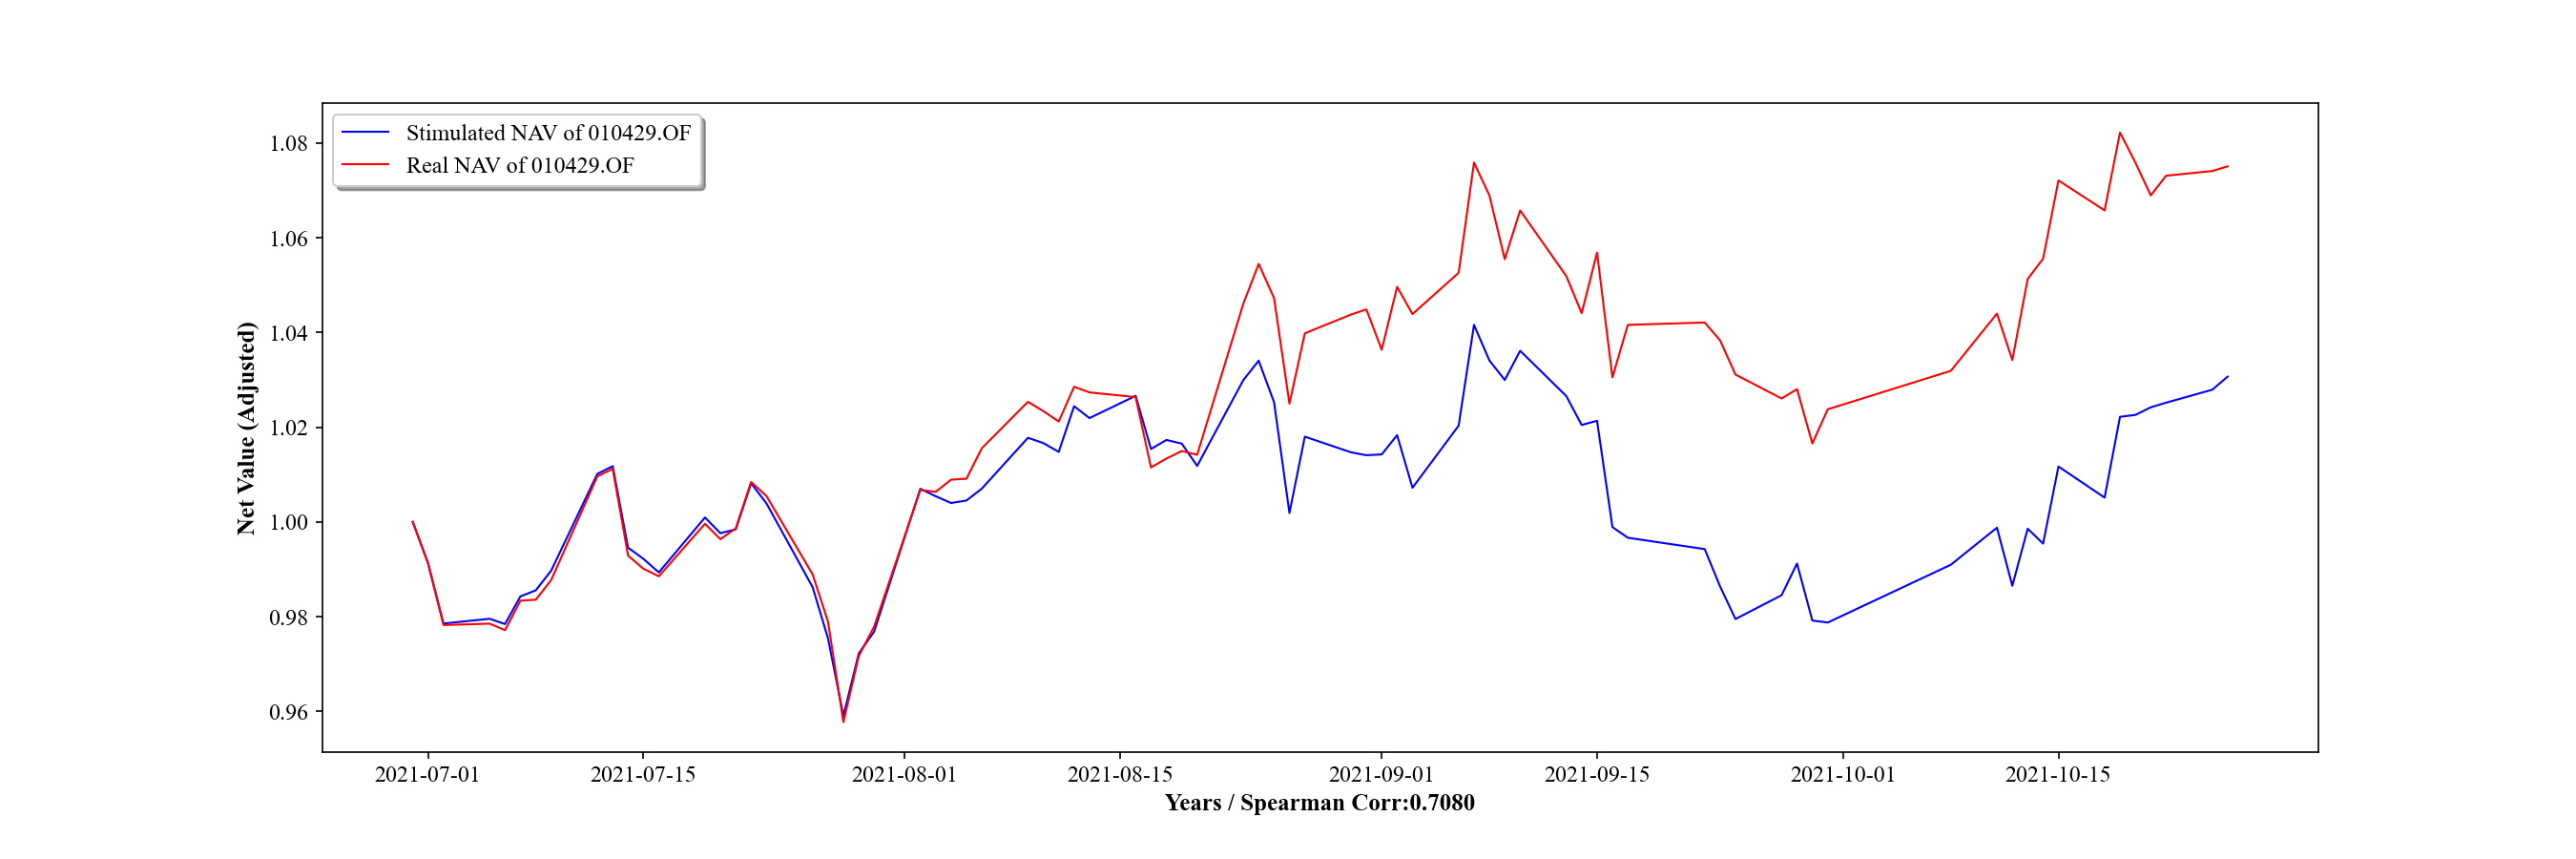 Stimulated NAV of 010429.OF
Real NAV of 010429.OF
1.08
1.06
1.04
1.02
1.00
0.98
0.96
Net Value (Adjusted)
2021-07-01 2021-07-15 2021-08-01 2021-08-15 2021-09-01 2021-09-15 2021-10-01 2021-10-15
Years / Spearman Corr:0.7080